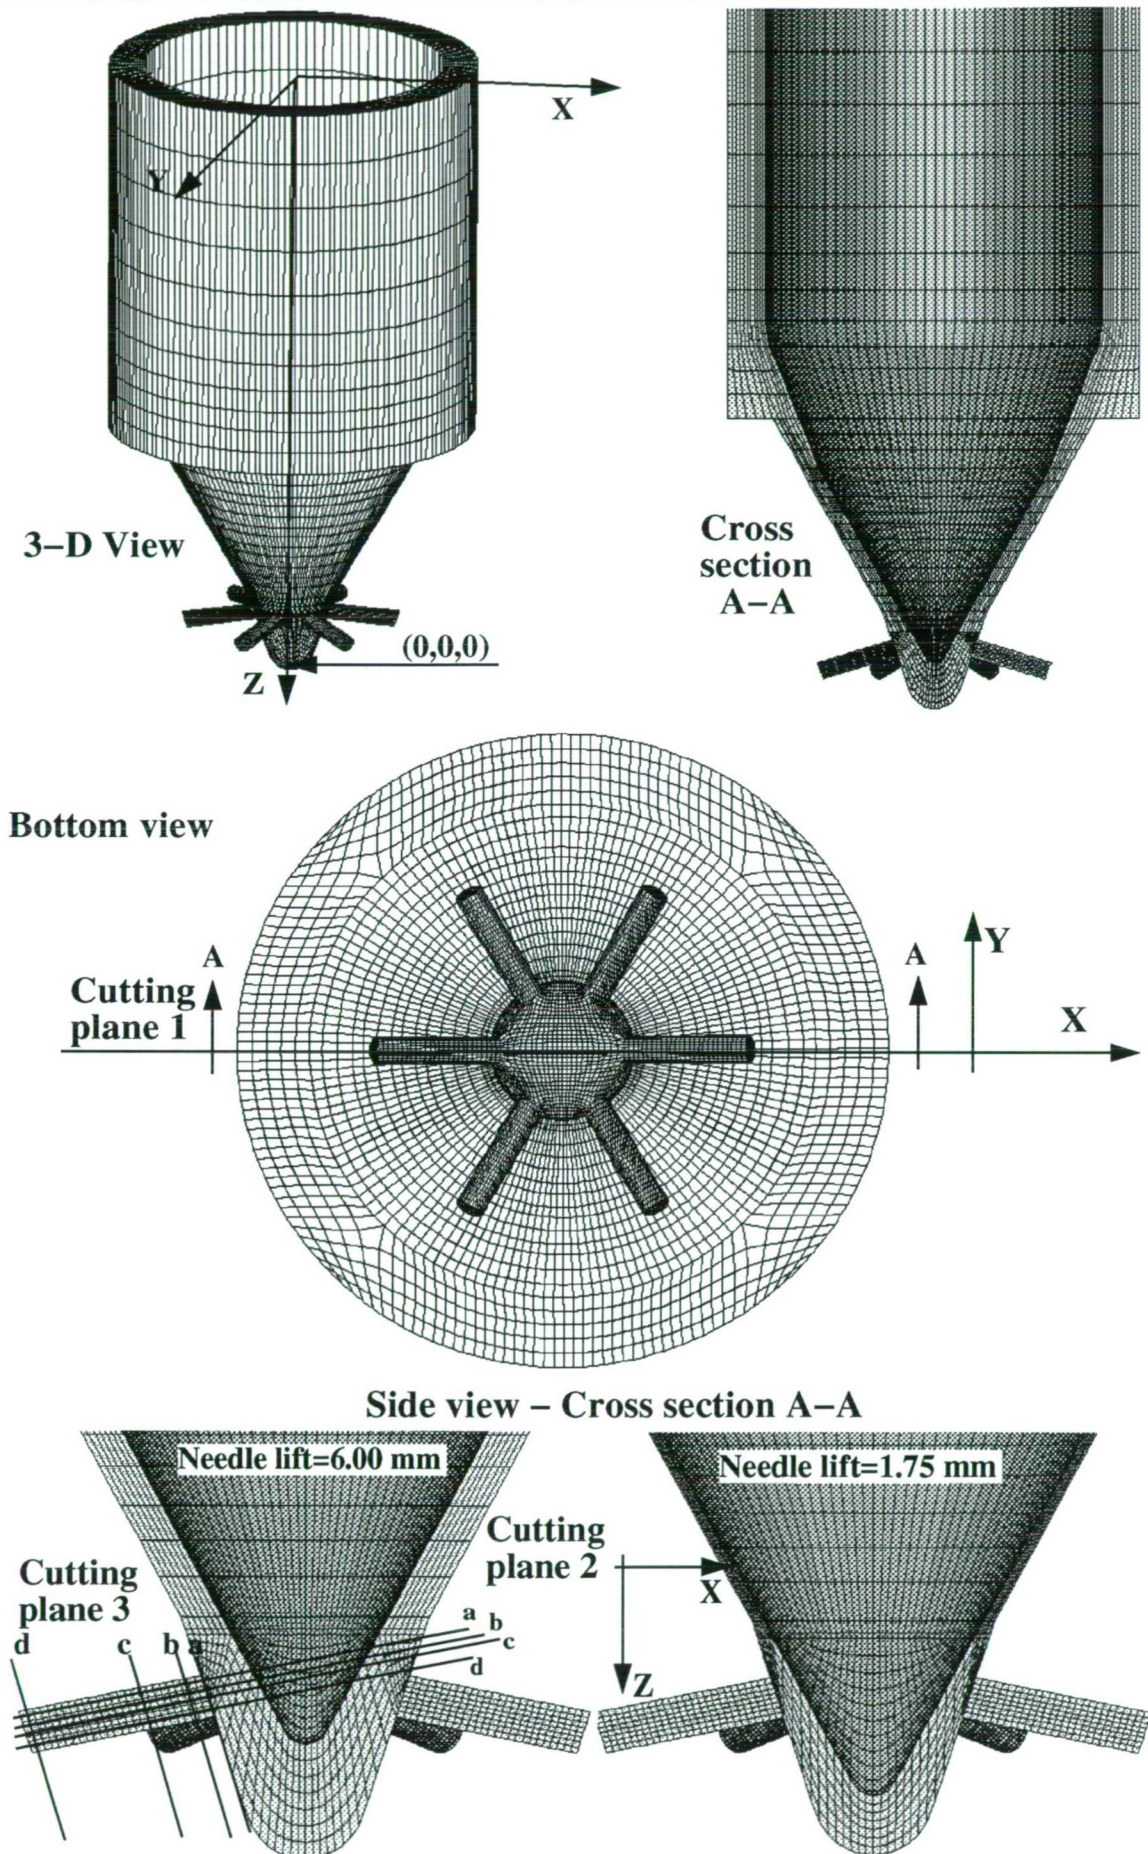 X
Y
3–D View
(0,0,0)
Z
Cross
section
A–A
Bottom view
A
Cutting
plane 1
A
Y
X
Side view – Cross section A–A
Needle lift=6.00 mm
Needle lift=1.75 mm
Cutting
plane 2
X
Z
Cutting
plane 3
d
c
b
a
a
b
c
d